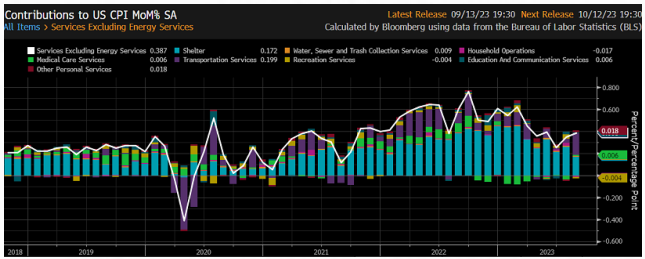 Contributions to US CPI MoM% SA
Latest Release 09/13/23 19:30 Next Release 10/12/23 19:30
All Items > Services Excluding Energy Services
Calculated by Bloomberg using data from the Bureau of Labor Statistics (BLS)
Services Excluding Energy Services 0.387 Shelter 0.172 Water, Sewer and Trash Collection Services 0.009 Household Operations -0.017
Medical Care Services 0.006 Transportation Services 0.199 Recreation Services -0.004 Education And Communication Services 0.006
Other Personal Services 0.018
0.800
0.600
0.018
0.200
0.006
-0.004
-0.200
-0.400
-0.600
Percent/Percentage Point
2018 2019 2020 2021 2022 2023